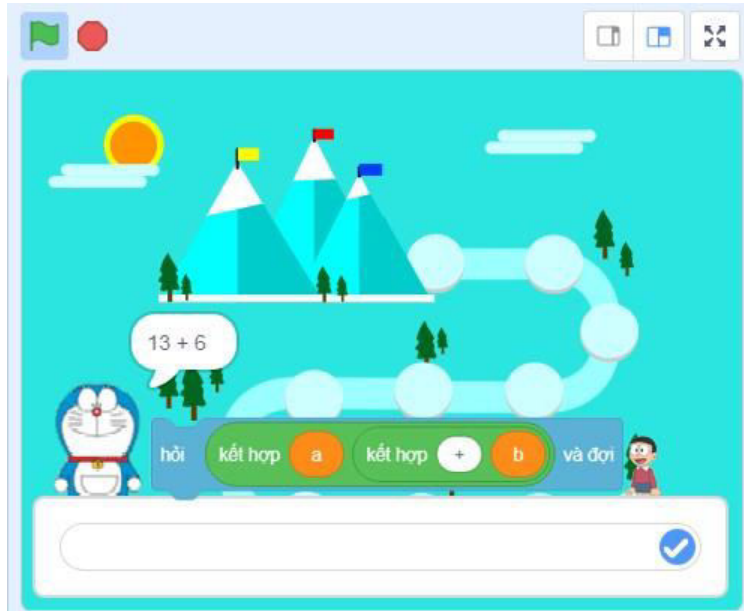 13 + 6
hỏi kết hợp a kết hợp + b và đợi